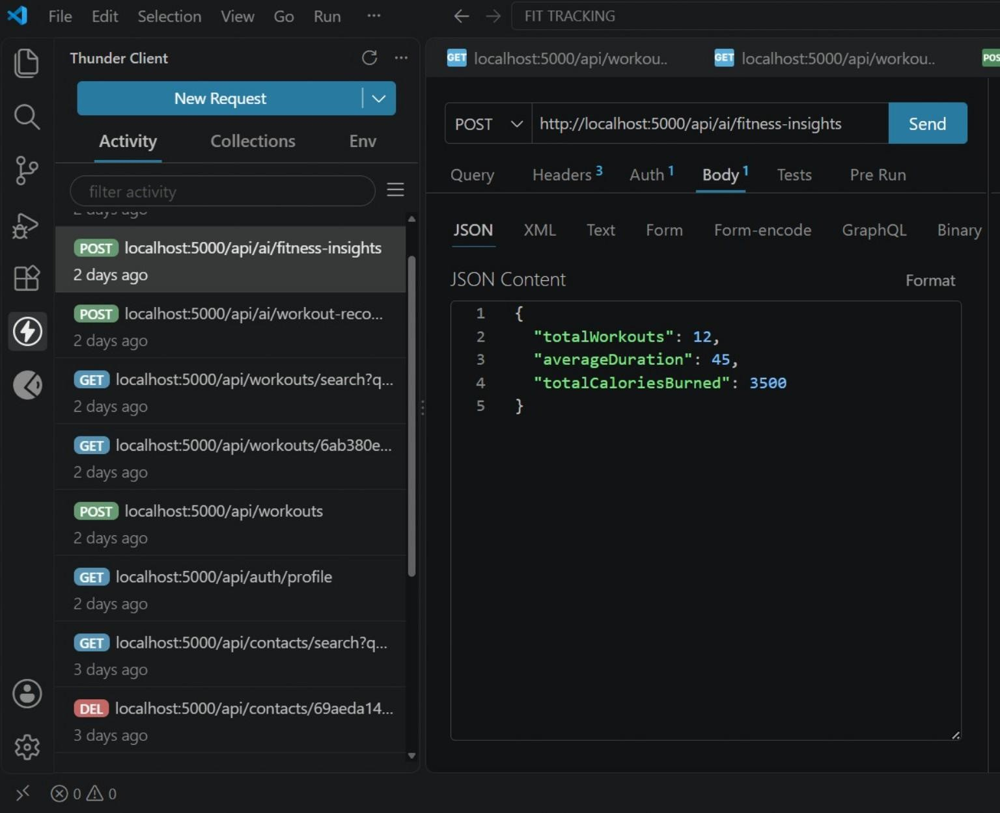 File Edit Selection View Go Run ···
FIT TRACKING
Thunder Client ···
New Request
Activity Collections Env
filter activity
2 days ago
POST localhost:5000/api/ai/fitness-insights
2 days ago
POST localhost:5000/api/ai/workout-reco...
2 days ago
GET localhost:5000/api/workouts/search?q...
2 days ago
GET localhost:5000/api/workouts/6ab380e...
2 days ago
POST localhost:5000/api/workouts
2 days ago
GET localhost:5000/api/auth/profile
2 days ago
GET localhost:5000/api/contacts/search?q...
3 days ago
DEL localhost:5000/api/contacts/69aeda14...
3 days ago
GET localhost:5000/api/workou..
GET localhost:5000/api/workou..
POS
POST http://localhost:5000/api/ai/fitness-insights Send
Query Headers 3 Auth 1 Body 1 Tests Pre Run
JSON XML Text Form Form-encode GraphQL Binary
JSON Content Format
1 {
2 "totalWorkouts": 12,
3 "averageDuration": 45,
4 "totalCaloriesBurned": 3500
5 }
0 0